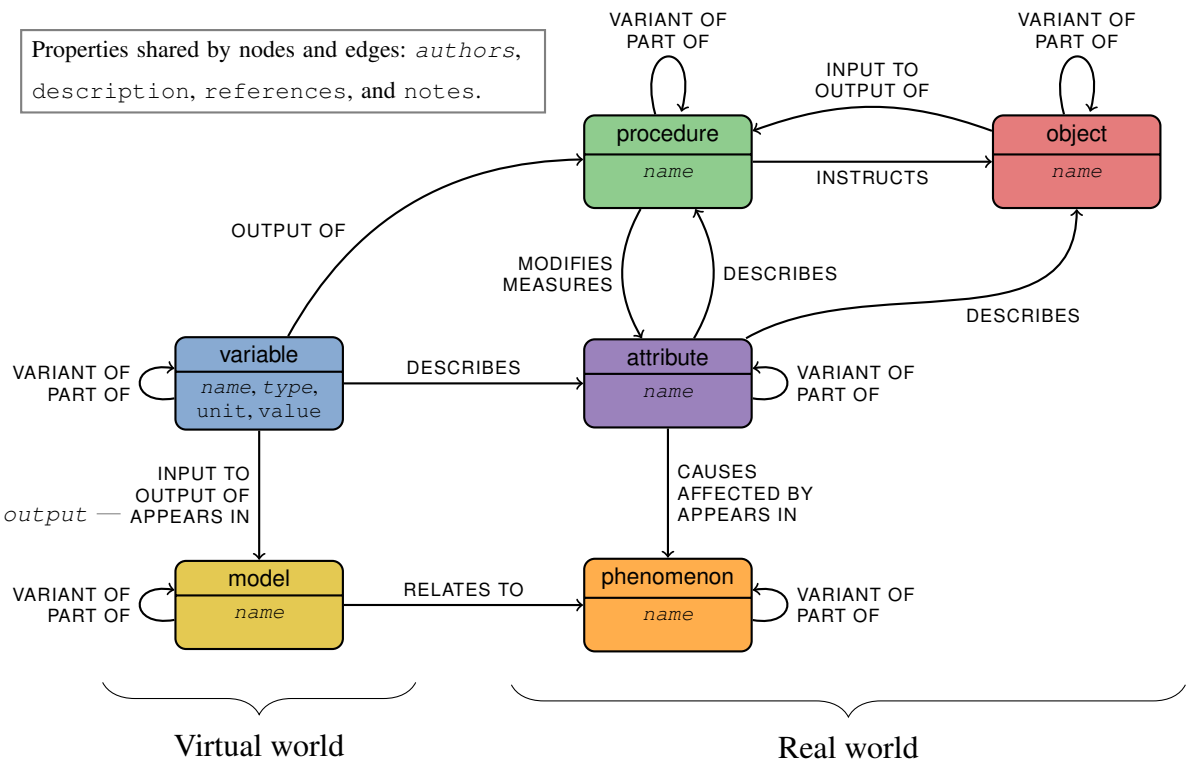 Properties shared by nodes and edges: authors,
description, references, and notes.
VARIANT OF
PART OF
VARIANT OF
PART OF
INPUT TO
OUTPUT OF
procedure
name
object
name
INSTRUCTS
OUTPUT OF
MODIFIES
MEASURES
DESCRIBES
DESCRIBES
VARIANT OF
PART OF
variable
name, type,
unit, value
DESCRIBES
attribute
name
VARIANT OF
PART OF
INPUT TO
OUTPUT OF
APPEARS IN
output
CAUSES
AFFECTED BY
APPEARS IN
VARIANT OF
PART OF
model
name
RELATES TO
phenomenon
name
VARIANT OF
PART OF
Virtual world
Real world